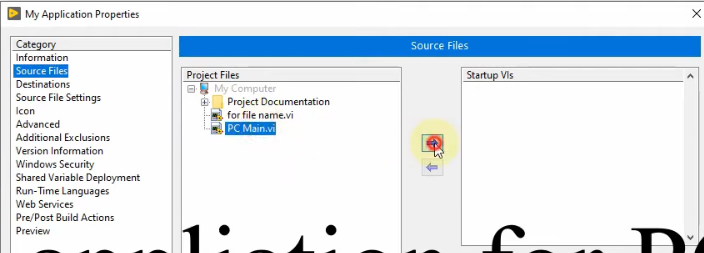 My Application Properties
Category
Information
Source Files
Destinations
Source File Settings
Icon
Advanced
Additional Exclusions
Version Information
Windows Security
Shared Variable Deployment
Run-Time Languages
Web Services
Pre/Post Build Actions
Preview
Source Files
Project Files
My Computer
Project Documentation
for file name.vi
PC Main.vi
Startup VIs
appliction for PC